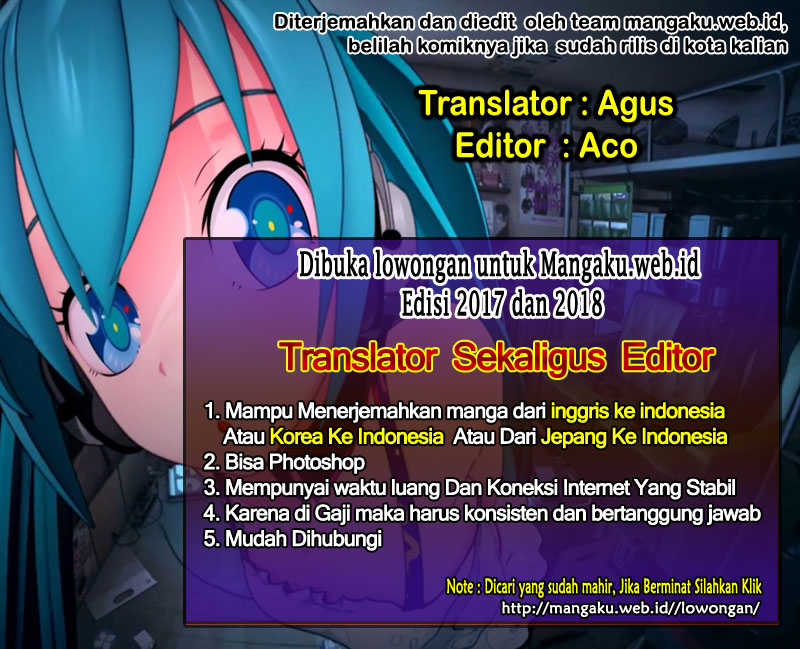 Diterjemahkan dan diedit oleh team mangaku.web.id,
belilah komiknya jika sudah rilis di kota kalian
Translator : Agus
Editor : Aco
Dibuka lowongan untuk Mangaku.web.id
Edisi 2017 dan 2018
Translator Sekaligus Editor
1. Mampu Menerjemahkan manga dari inggris ke indonesia
Atau Korea Ke Indonesia Atau Dari Jepang Ke Indonesia
2. Bisa Photoshop
3. Mempunyai waktu luang Dan Koneksi Internet Yang Stabil
4. Karena di Gaji maka harus konsisten dan bertanggung jawab
5. Mudah Dihubungi
Note : Dicari yang sudah mahir, Jika Berminat Silahkan Klik
http://mangaku.web.id//lowongan/